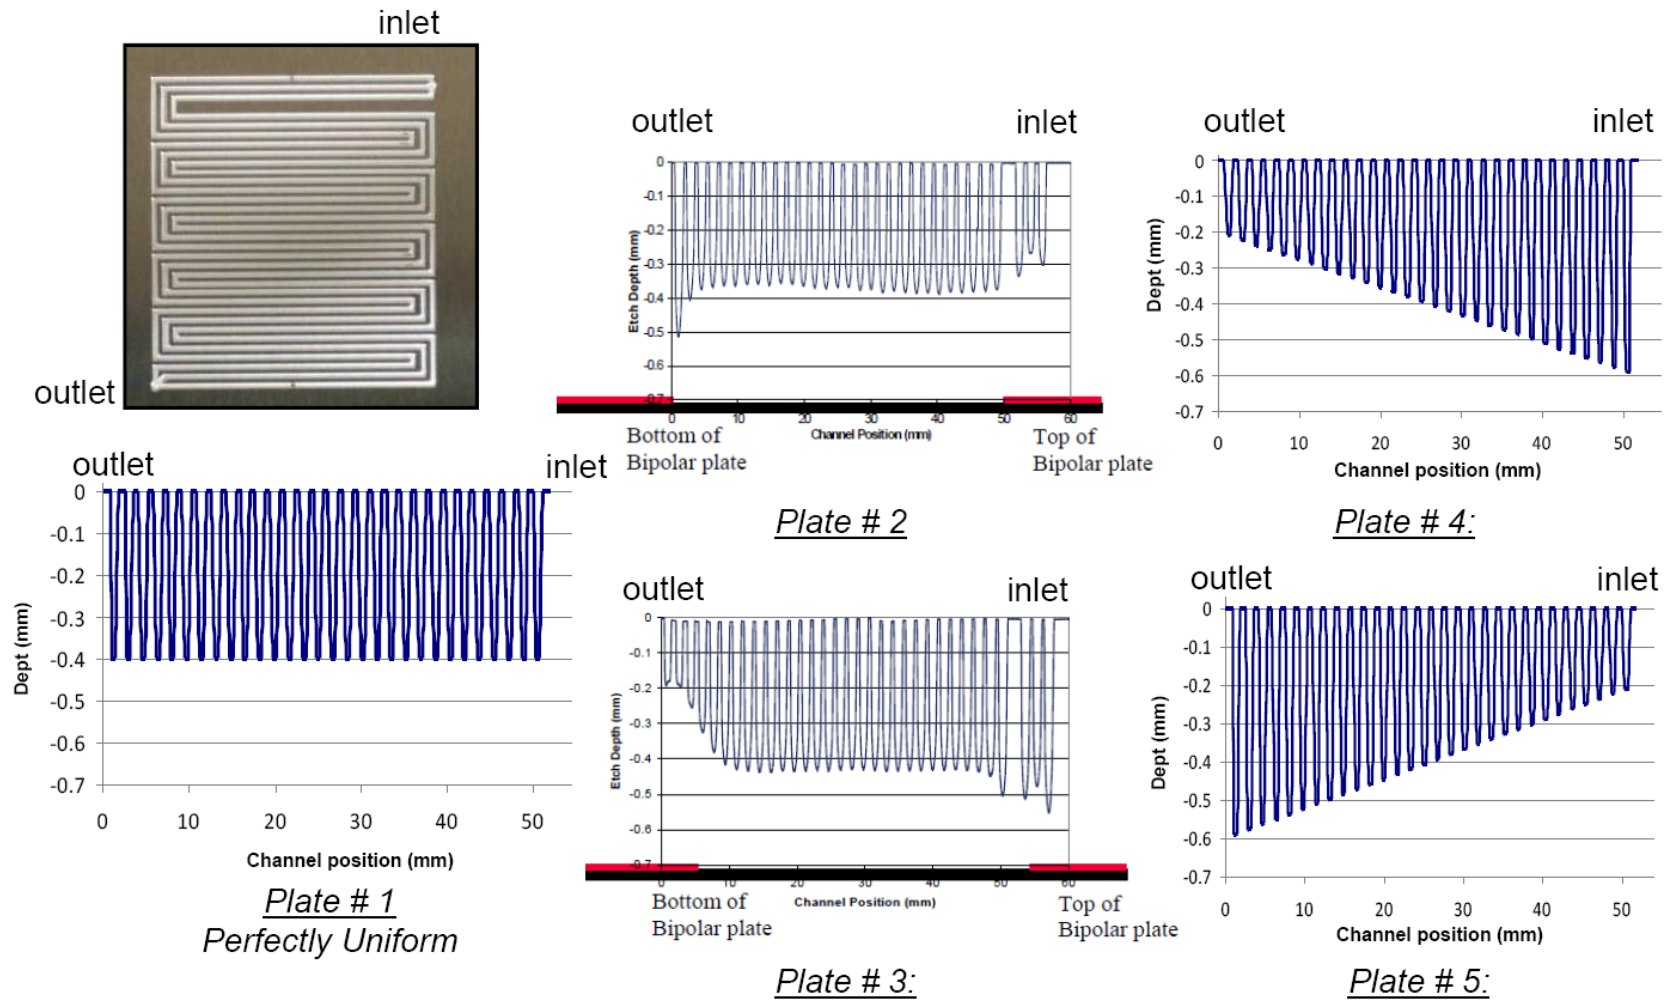 inlet
outlet
outlet
inlet
0
-0.1
-0.2
-0.3
-0.4
-0.5
-0.6
-0.7
Dept (mm)
0
10
20
30
40
50
Channel position (mm)
Plate # 1
Perfectly Uniform
outlet
inlet
0
-0.1
-0.2
-0.3
-0.4
-0.5
-0.6
-0.7
Etch Depth (mm)
0
10
20
30
40
50
60
Channel Position (mm)
Bottom of
Bipolar plate
Top of
Bipolar plate
Plate # 2
outlet
inlet
0
-0.1
-0.2
-0.3
-0.4
-0.5
-0.6
-0.7
Etch Depth (mm)
0
10
20
30
40
50
60
Channel Position (mm)
Bottom of
Bipolar plate
Top of
Bipolar plate
Plate # 3:
outlet
inlet
0
-0.1
-0.2
-0.3
-0.4
-0.5
-0.6
-0.7
Dept (mm)
0
10
20
30
40
50
Channel position (mm)
Plate # 4:
outlet
inlet
0
-0.1
-0.2
-0.3
-0.4
-0.5
-0.6
-0.7
Dept (mm)
0
10
20
30
40
50
Channel position (mm)
Plate # 5: